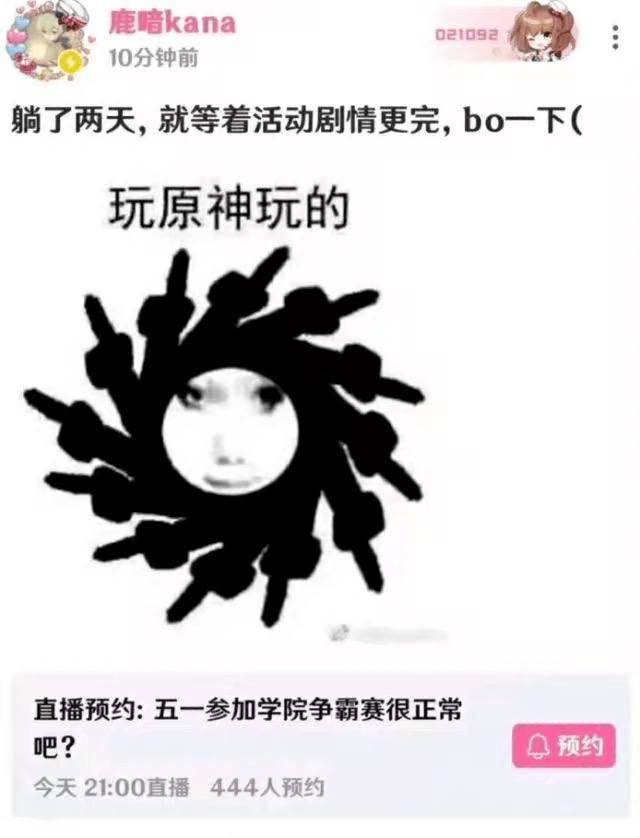 鹿暗kana
10分钟前
021092
躺了两天, 就等着活动剧情更完, bo一下(
玩原神玩的
直播预约: 五一参加学院争霸赛很正常
吧?
今天 21:00直播 444人预约
预约